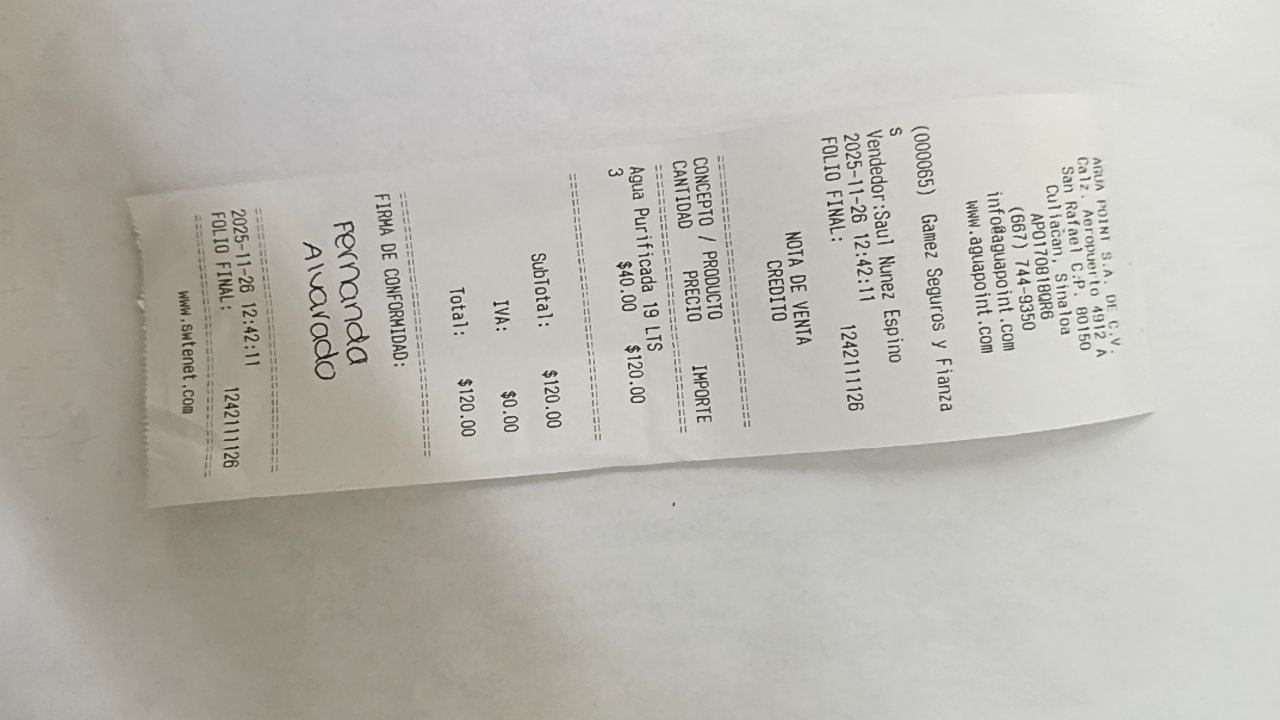 AGUA POINT S.A. DE C.V.
Calz. Aeropuerto 4912 A
San Rafael C.P. 80150
Culiacan, Sinaloa
APO170818QR6
(667) 744-9350
info@aguapoint.com
www.aguapoint.com
(000065) Gamez Seguros y Fianza
s
Vendedor:Saul Nunez Espino
2025-11-26 12:42:11
FOLIO FINAL: 1242111126
NOTA DE VENTA
CREDITO
================================
CONCEPTO / PRODUCTO
CANTIDAD PRECIO IMPORTE
================================
Agua Purificada 19 LTS
3 $40.00 $120.00
================================
SubTotal: $120.00
IVA: $0.00
Total: $120.00
================================
FIRMA DE CONFORMIDAD:
Fernanda
Alvarado
================================
2025-11-26 12:42:11
FOLIO FINAL: 1242111126
================================
www.swtenet.com